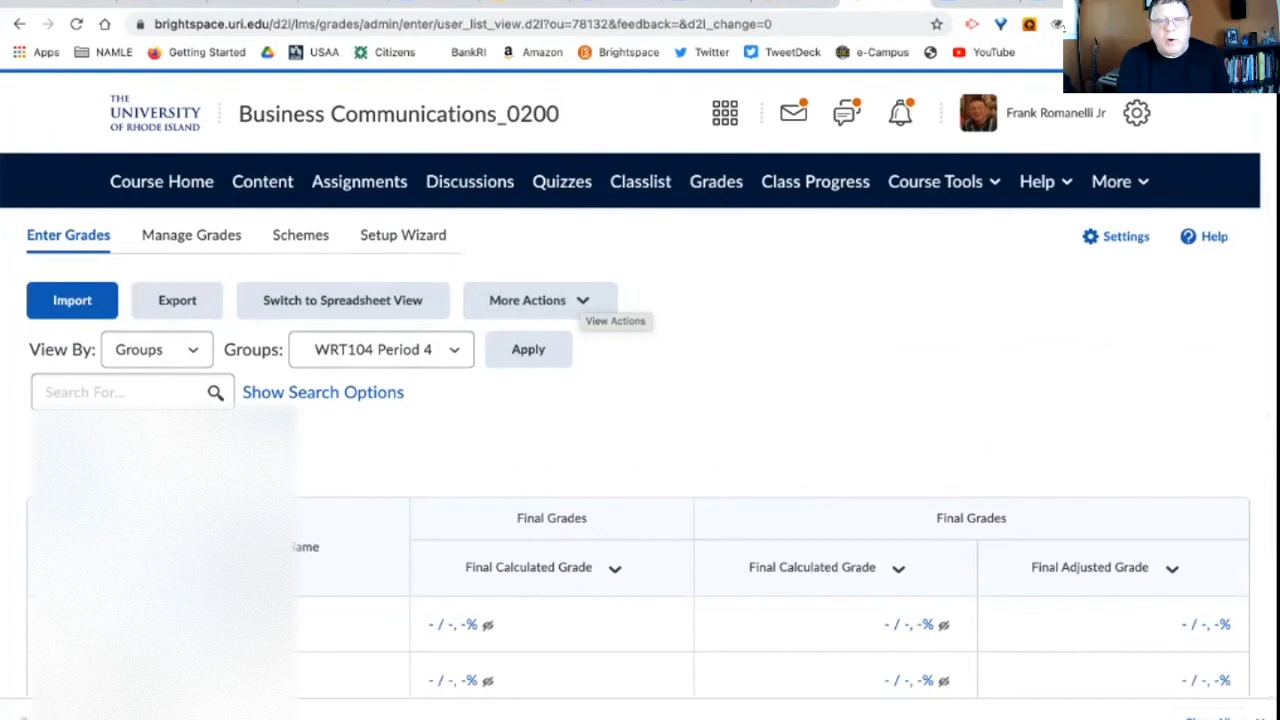 brightspace.uri.edu/d2l/lms/grades/admin/enter/user_list_view.d2l?ou=78132&feedback=&d2l_change=0
Apps NAMLE Getting Started USAA Citizens BankRI Amazon Brightspace Twitter TweetDeck e-Campus YouTube
THE
UNIVERSITY
OF RHODE ISLAND
Business Communications_0200
Frank Romanelli Jr
Course Home Content Assignments Discussions Quizzes Classlist Grades Class Progress Course Tools Help More
Enter Grades Manage Grades Schemes Setup Wizard Settings Help
Import Export Switch to Spreadsheet View More Actions
View Actions
View By: Groups Groups: WRT104 Period 4 Apply
Search For... Show Search Options
Final Grades Final Grades
Final Calculated Grade Final Calculated Grade Final Adjusted Grade
- / -, -% - / -, -% - / -, -%
- / -, -% - / -, -% - / -, -%